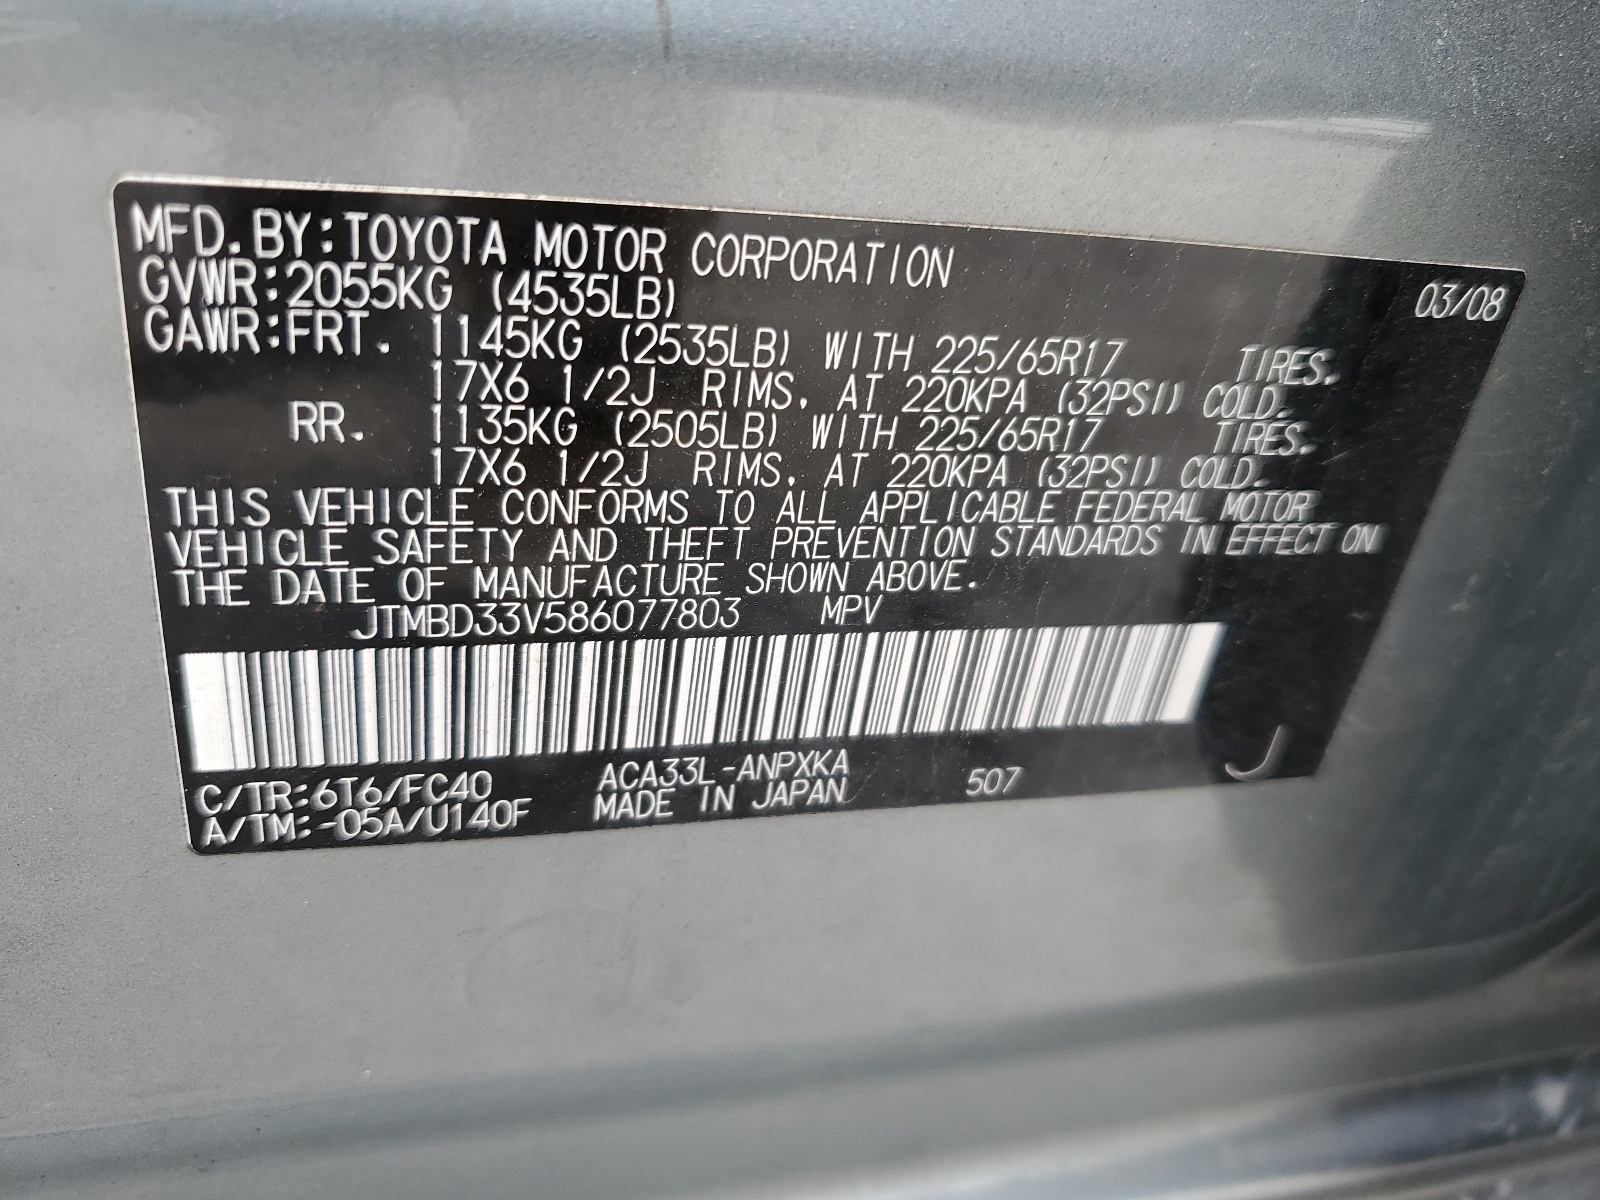 MFD. BY:TOYOTA MOTOR CORPORATION 03/08
GVWR:2055KG (4535LB)
GAWR:FRT. 1145KG (2535LB) WITH 225/65R17 TIRES.
17X6 1/2J RIMS, AT 220KPA (32PSI) COLD.
RR. 1135KG (2505LB) WITH 225/65R17 TIRES.
17X6 1/2J RIMS, AT 220KPA (32PSI) COLD.
THIS VEHICLE CONFORMS TO ALL APPLICABLE FEDERAL MOTOR
VEHICLE SAFETY AND THEFT PREVENTION STANDARDS IN EFFECT ON
THE DATE OF MANUFACTURE SHOWN ABOVE.
JTMBD33V586077803 MPV
C/TR:6T6/FC40 ACA33L-ANPXKA 507 J
A/TM:-05A/U140F MADE IN JAPAN